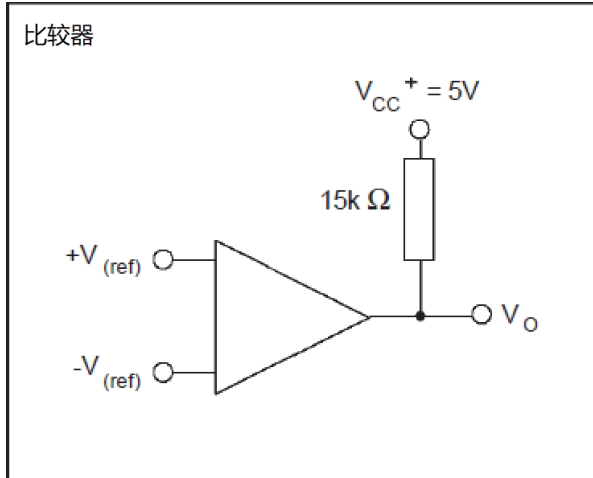 比较器
VCC+ = 5V
15k Ω
+V(ref)
VO
-V(ref)